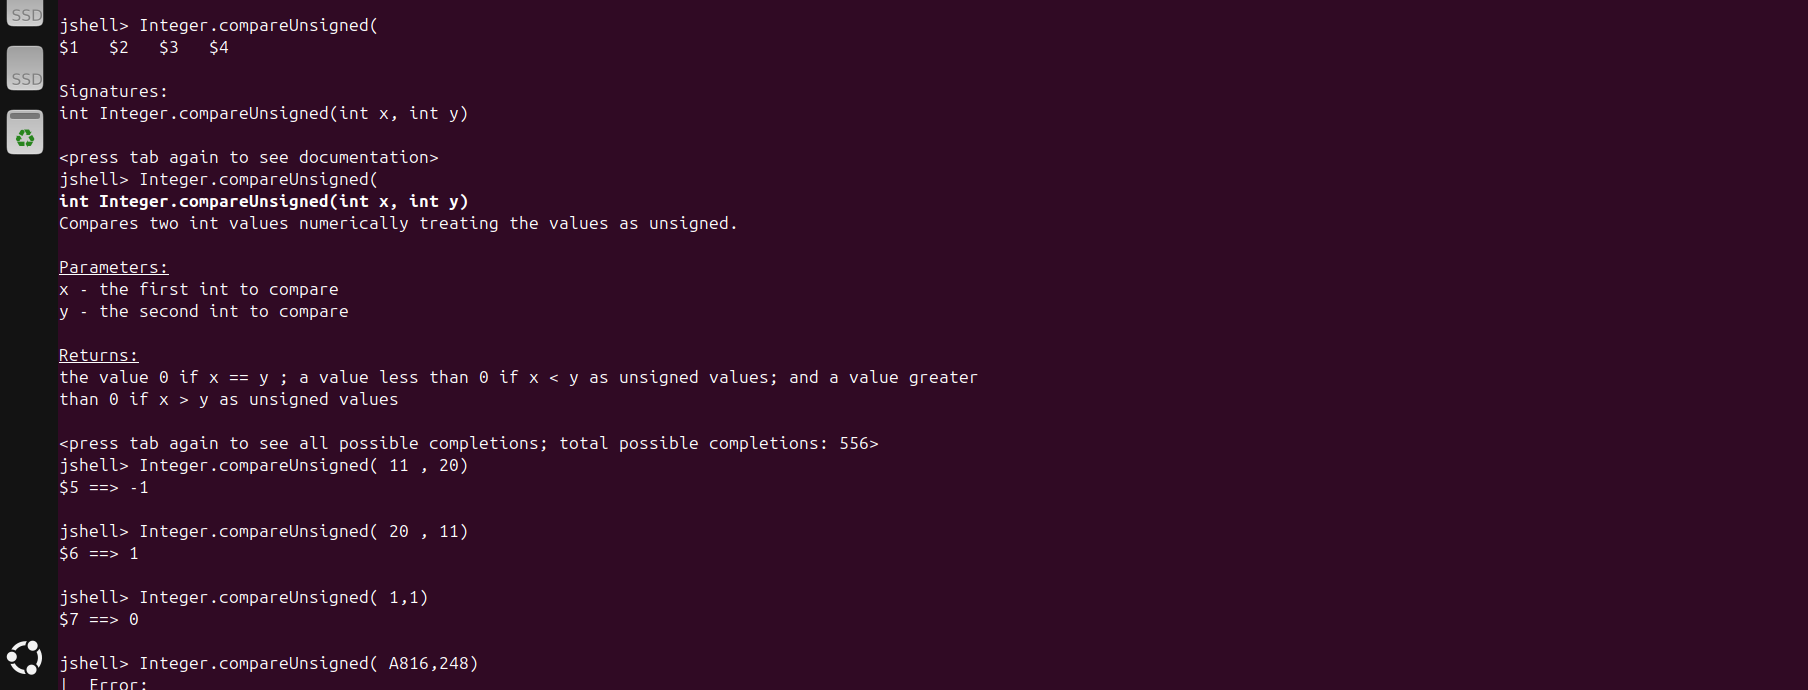 SSD
SSD
jshell> Integer.compareUnsigned(
$1   $2   $3   $4
Signatures:
int Integer.compareUnsigned(int x, int y)
<press tab again to see documentation>
jshell> Integer.compareUnsigned(
int Integer.compareUnsigned(int x, int y)
Compares two int values numerically treating the values as unsigned.
Parameters:
x - the first int to compare
y - the second int to compare
Returns:
the value 0 if x == y ; a value less than 0 if x < y as unsigned values; and a value greater
than 0 if x > y as unsigned values
<press tab again to see all possible completions; total possible completions: 556>
jshell> Integer.compareUnsigned( 11 , 20)
$5 ==> -1
jshell> Integer.compareUnsigned( 20 , 11)
$6 ==> 1
jshell> Integer.compareUnsigned( 1,1)
$7 ==> 0
jshell> Integer.compareUnsigned( A816,248)
|  Error: